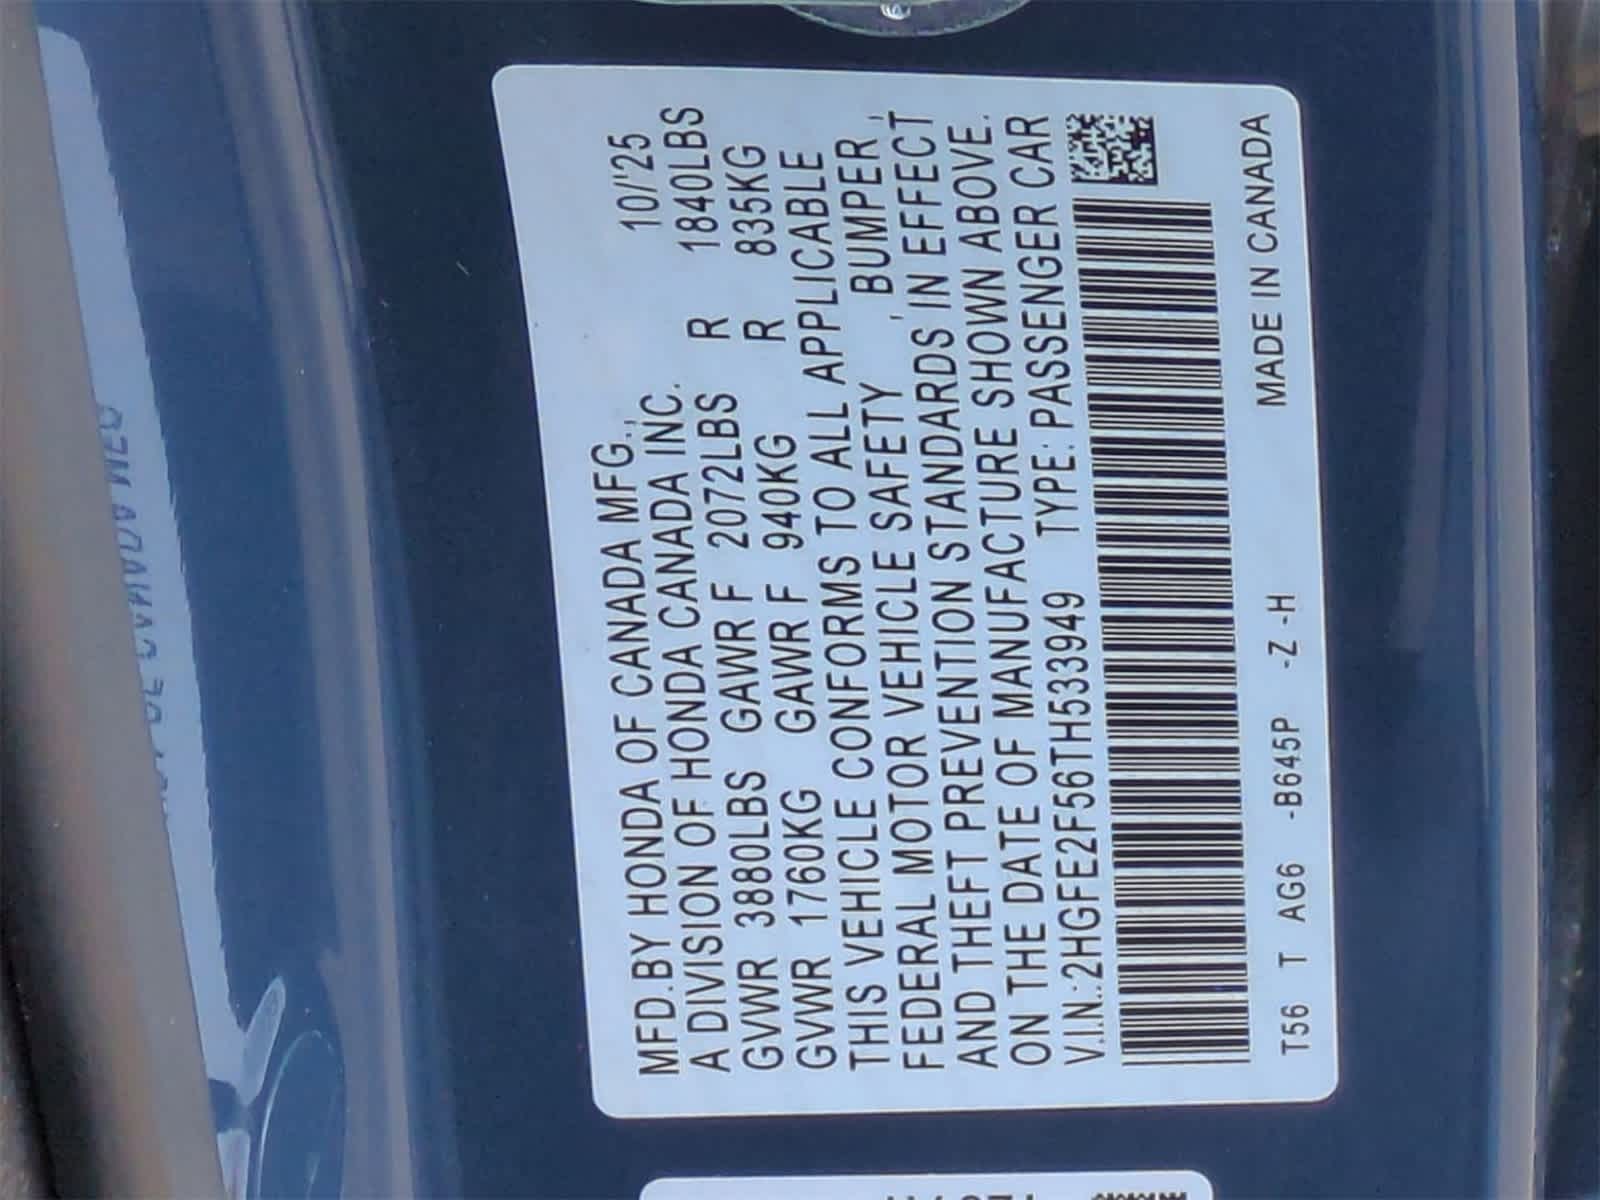 MFD.BY HONDA OF CANADA MFG., 10/'25
A DIVISION OF HONDA CANADA INC.
GVWR 3880LBS GAWR F 2072LBS R 1840LBS
GVWR 1760KG GAWR F 940KG R 835KG
THIS VEHICLE CONFORMS TO ALL APPLICABLE
FEDERAL MOTOR VEHICLE SAFETY , BUMPER ,
AND THEFT PREVENTION STANDARDS IN EFFECT
ON THE DATE OF MANUFACTURE SHOWN ABOVE.
V.I.N.:2HGFE2F56TH533949 TYPE: PASSENGER CAR
T56 T AG6 -B645P -Z -H MADE IN CANADA